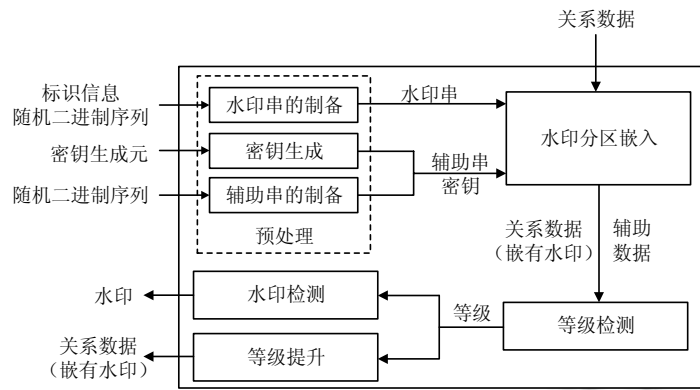 关系数据
标识信息
随机二进制序列
水印串的制备
水印串
水印分区嵌入
密钥生成元
密钥生成
辅助串
密钥
随机二进制序列
辅助串的制备
预处理
关系数据
（嵌有水印）
辅助
数据
水印
水印检测
等级
等级检测
关系数据
（嵌有水印）
等级提升